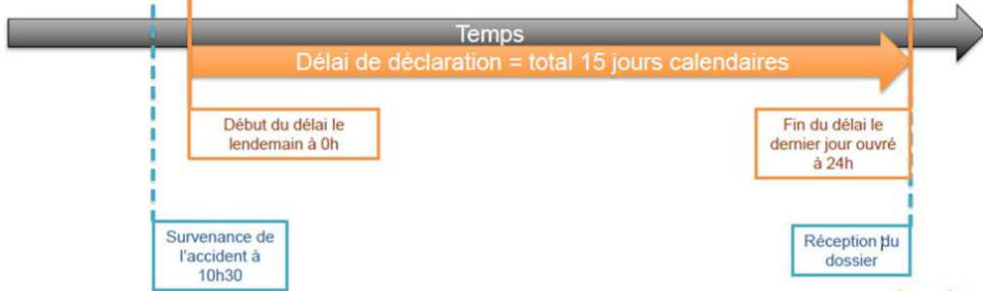 Temps
Délai de déclaration = total 15 jours calendaires
Début du délai le
lendemain à 0h
Fin du délai le
dernier jour ouvré
à 24h
Survenance de
l'accident à
10h30
Réception du
dossier